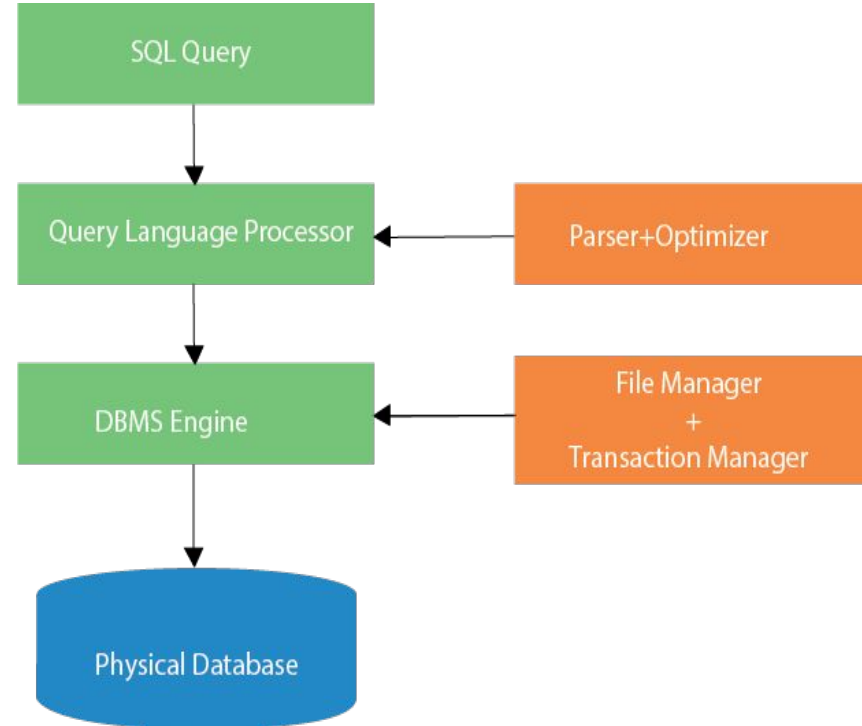 SQL Query
Query Language Processor
Parser+Optimizer
DBMS Engine
File Manager
+
Transaction Manager
Physical Database